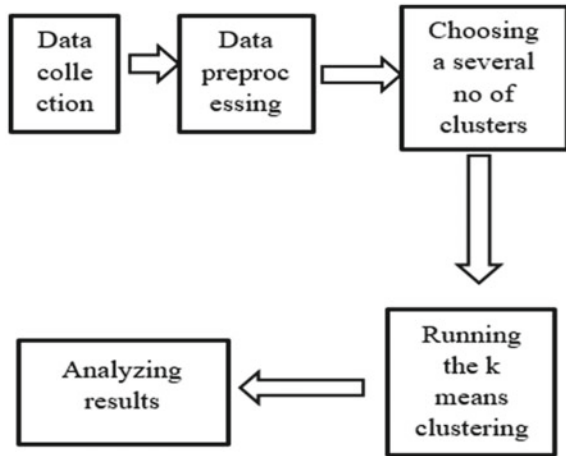 Data
colle
ction
Data
preproc
essing
Choosing
a several
no of
clusters
Running
the k
means
clustering
Analyzing
results